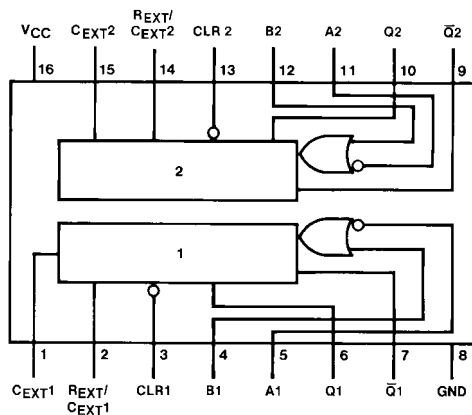 VCC CEXT2 REXT/ CEXT2 CLR 2 B2 A2 Q2 Q̅2
16 15 14 13 12 11 10 9
2
1
1 2 3 4 5 6 7 8
CEXT1 REXT/ CEXT1 CLR1 B1 A1 Q1 Q̅1 GND